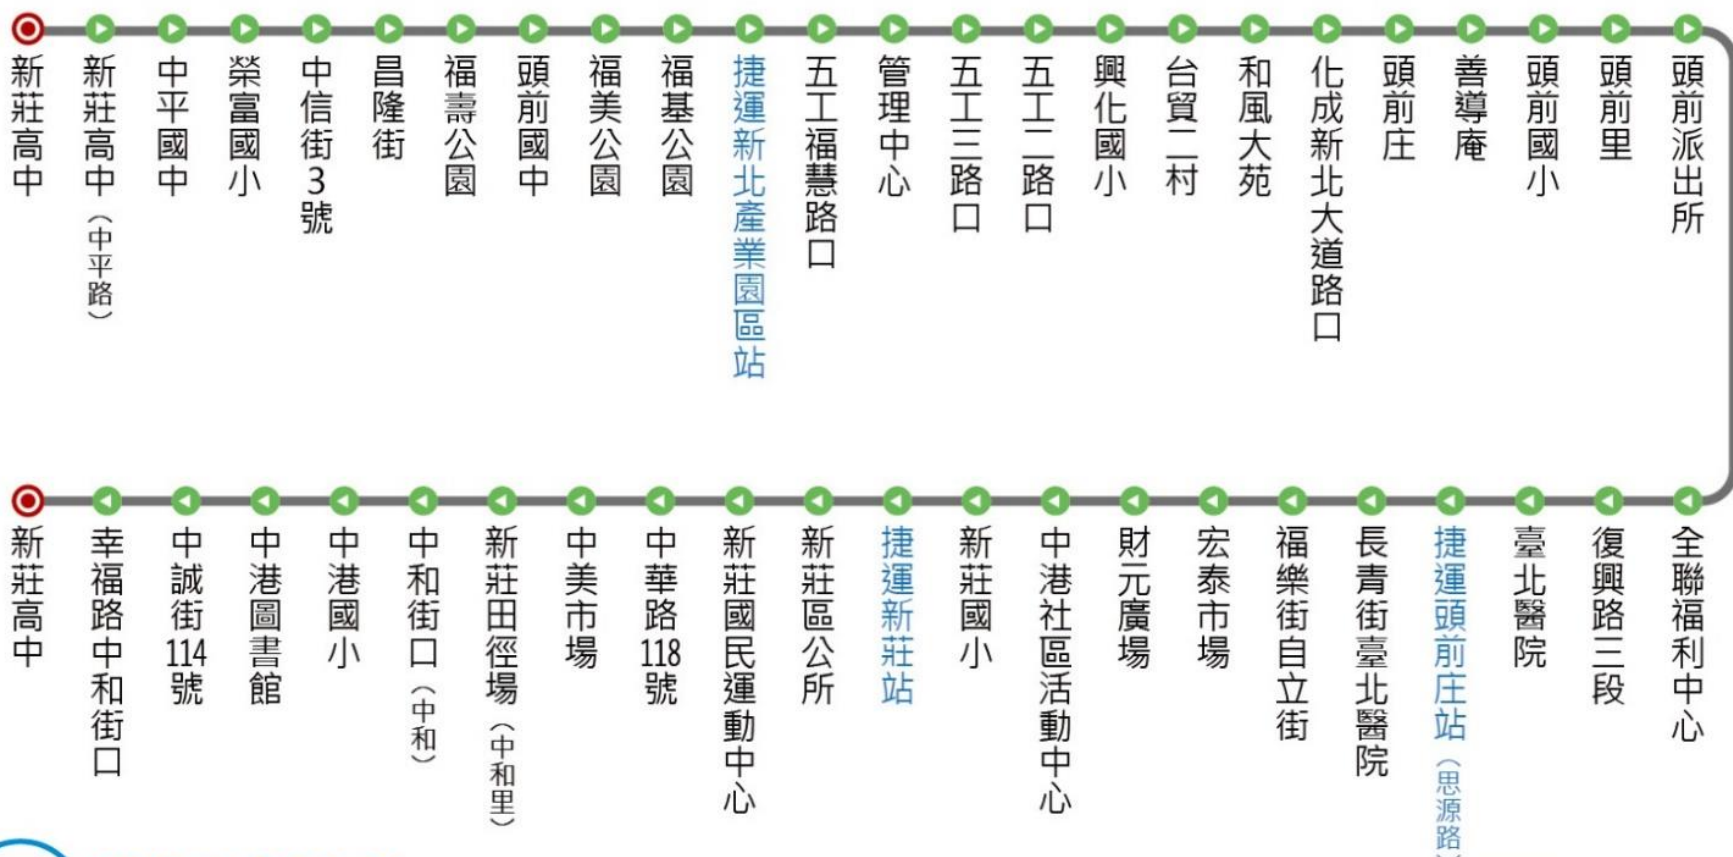 新莊高中
新莊高中（中平路）
中平國中
榮富國小
中信街3號
昌隆街
福壽公園
頭前國中
福美公園
福基公園
捷運新北產業園區站
五工福慧路口
管理中心
五工三路口
五工二路口
興化國小
台貿二村
和風大苑
化成新北大道路口
頭前庄
善導庵
頭前國小
頭前里
頭前派出所
全聯福利中心
復興路三段
臺北醫院
捷運頭前庄站（思源路
長青街臺北醫院
福樂街自立街
宏泰市場
財元廣場
中港社區活動中心
新莊國小
捷運新莊站
新莊區公所
新莊國民運動中心
中華路118號
中美市場
新莊田徑場（中和里）
中和街口（中和）
中港國小
中港圖書館
中誠街114號
幸福路中和街口
新莊高中